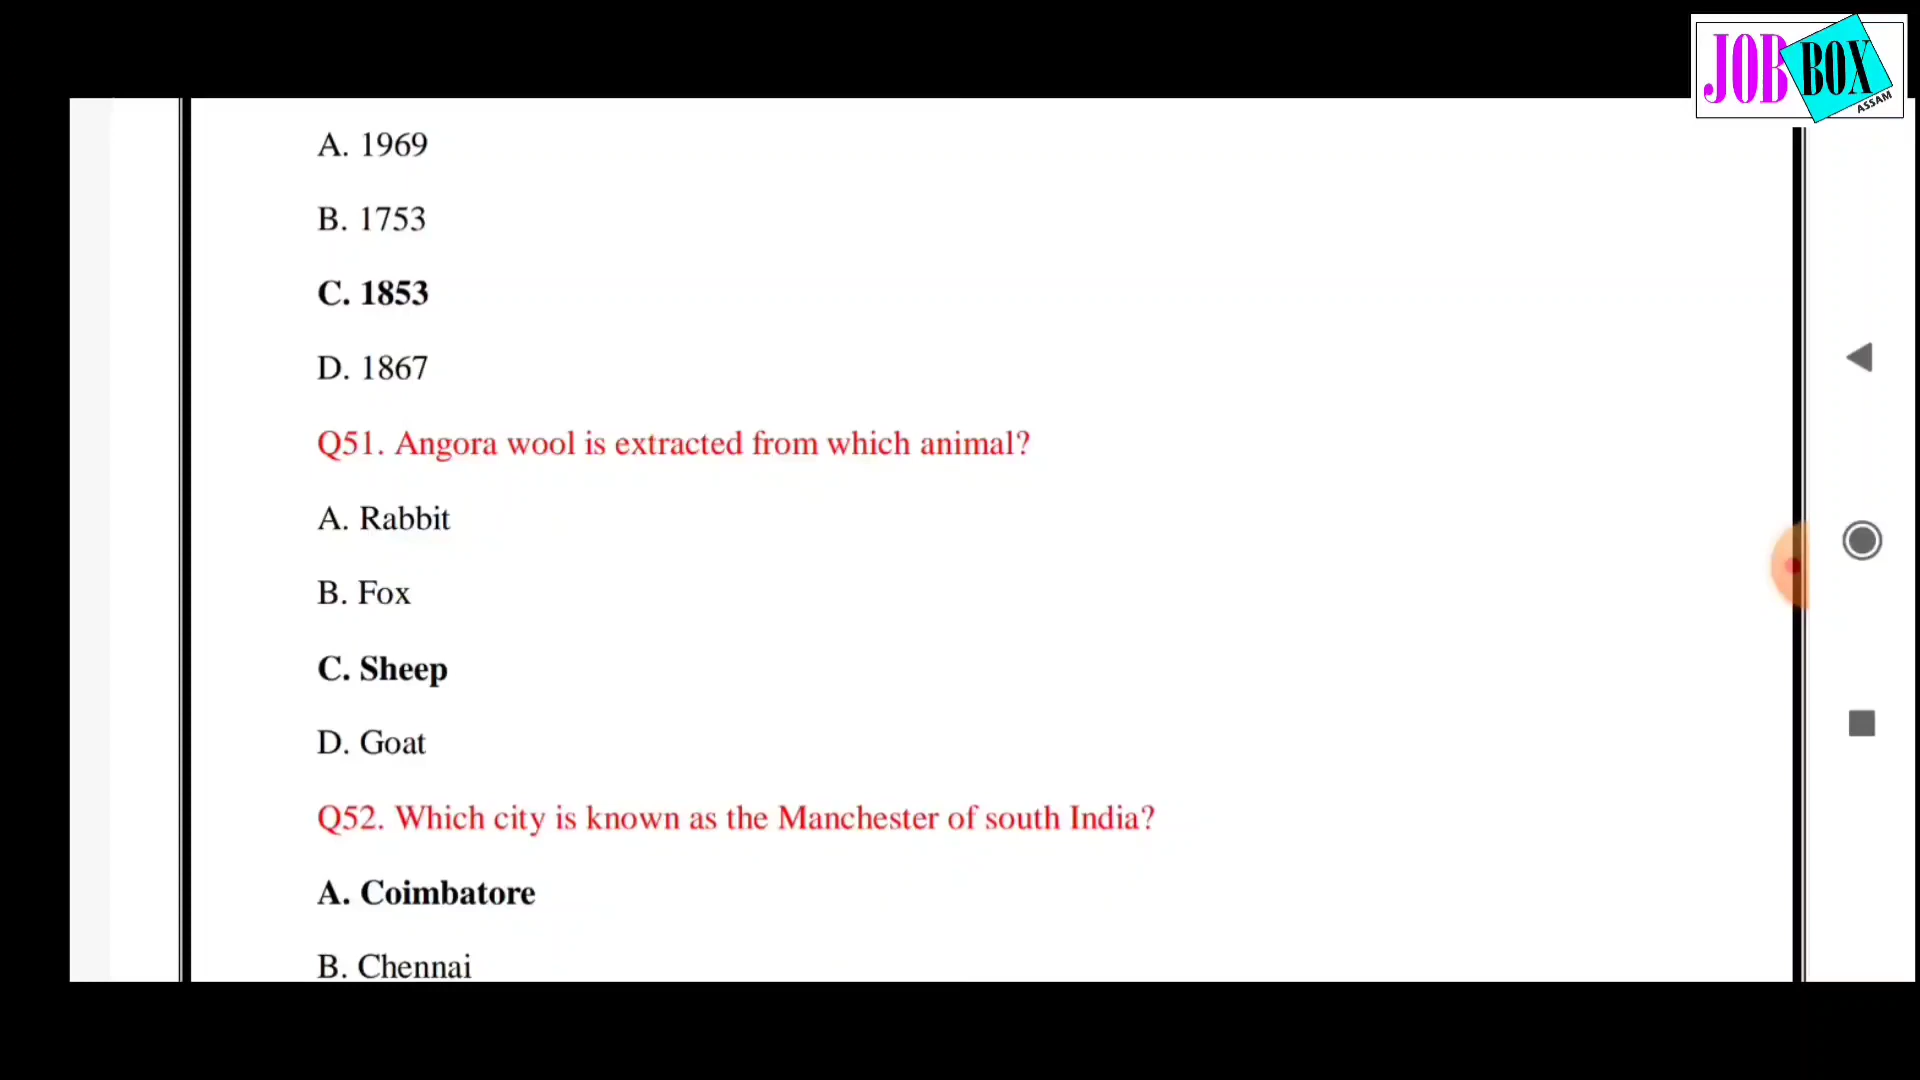 JOB BOX
ASSAM
A. 1969
B. 1753
C. 1853
D. 1867
Q51. Angora wool is extracted from which animal?
A. Rabbit
B. Fox
C. Sheep
D. Goat
Q52. Which city is known as the Manchester of south India?
A. Coimbatore
B. Chennai